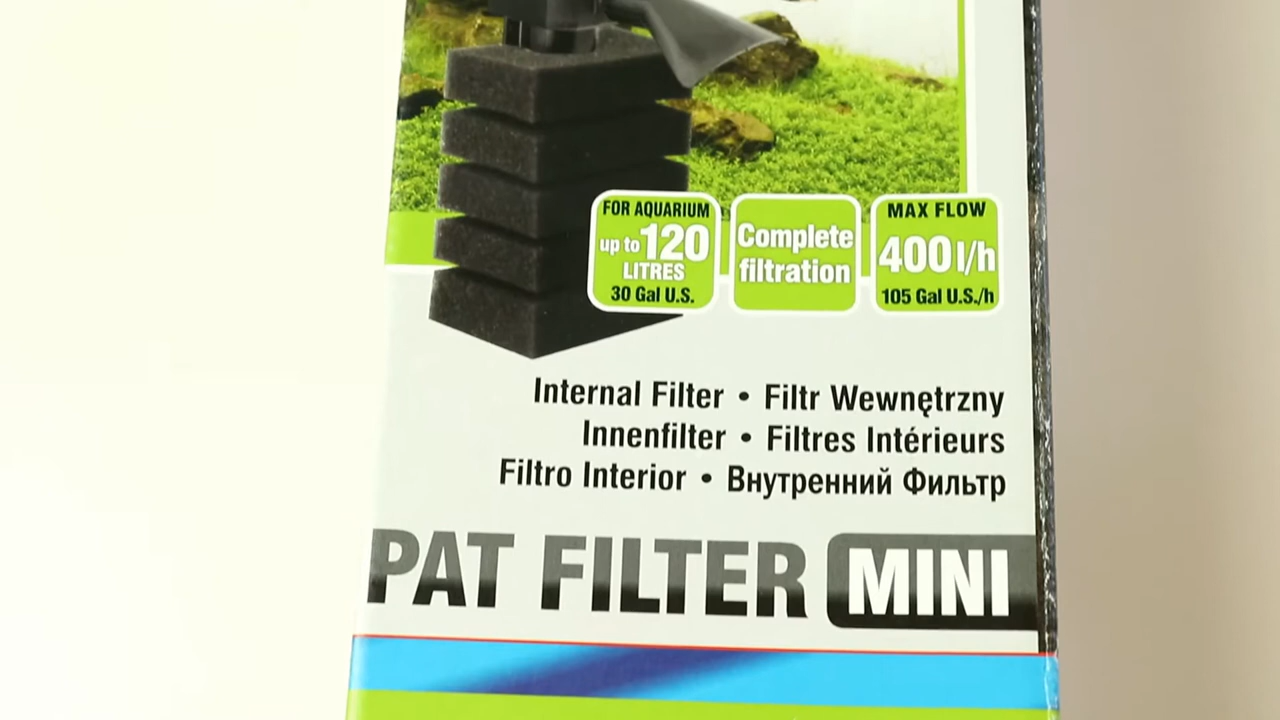 FOR AQUARIUM
up to 120
LITRES
30 Gal U.S.
Complete
filtration
MAX FLOW
400 l/h
105 Gal U.S./h
Internal Filter • Filtr Wewnętrzny
Innenfilter • Filtres Intérieurs
Filtro Interior • Внутренний Фильтр
PAT FILTER MINI